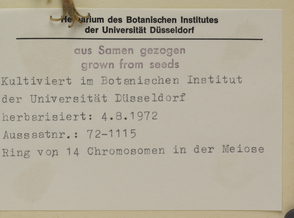 Herbarium des Botanischen Institutes
der Universität Düsseldorf
aus Samen gezogen
grown from seeds
Kultiviert im Botanischen Institut
der Universität Düsseldorf
herbarisiert: 4.8.1972
Aussaatnr.: 72-1115
Ring von 14 Chromosomen in der Meiose